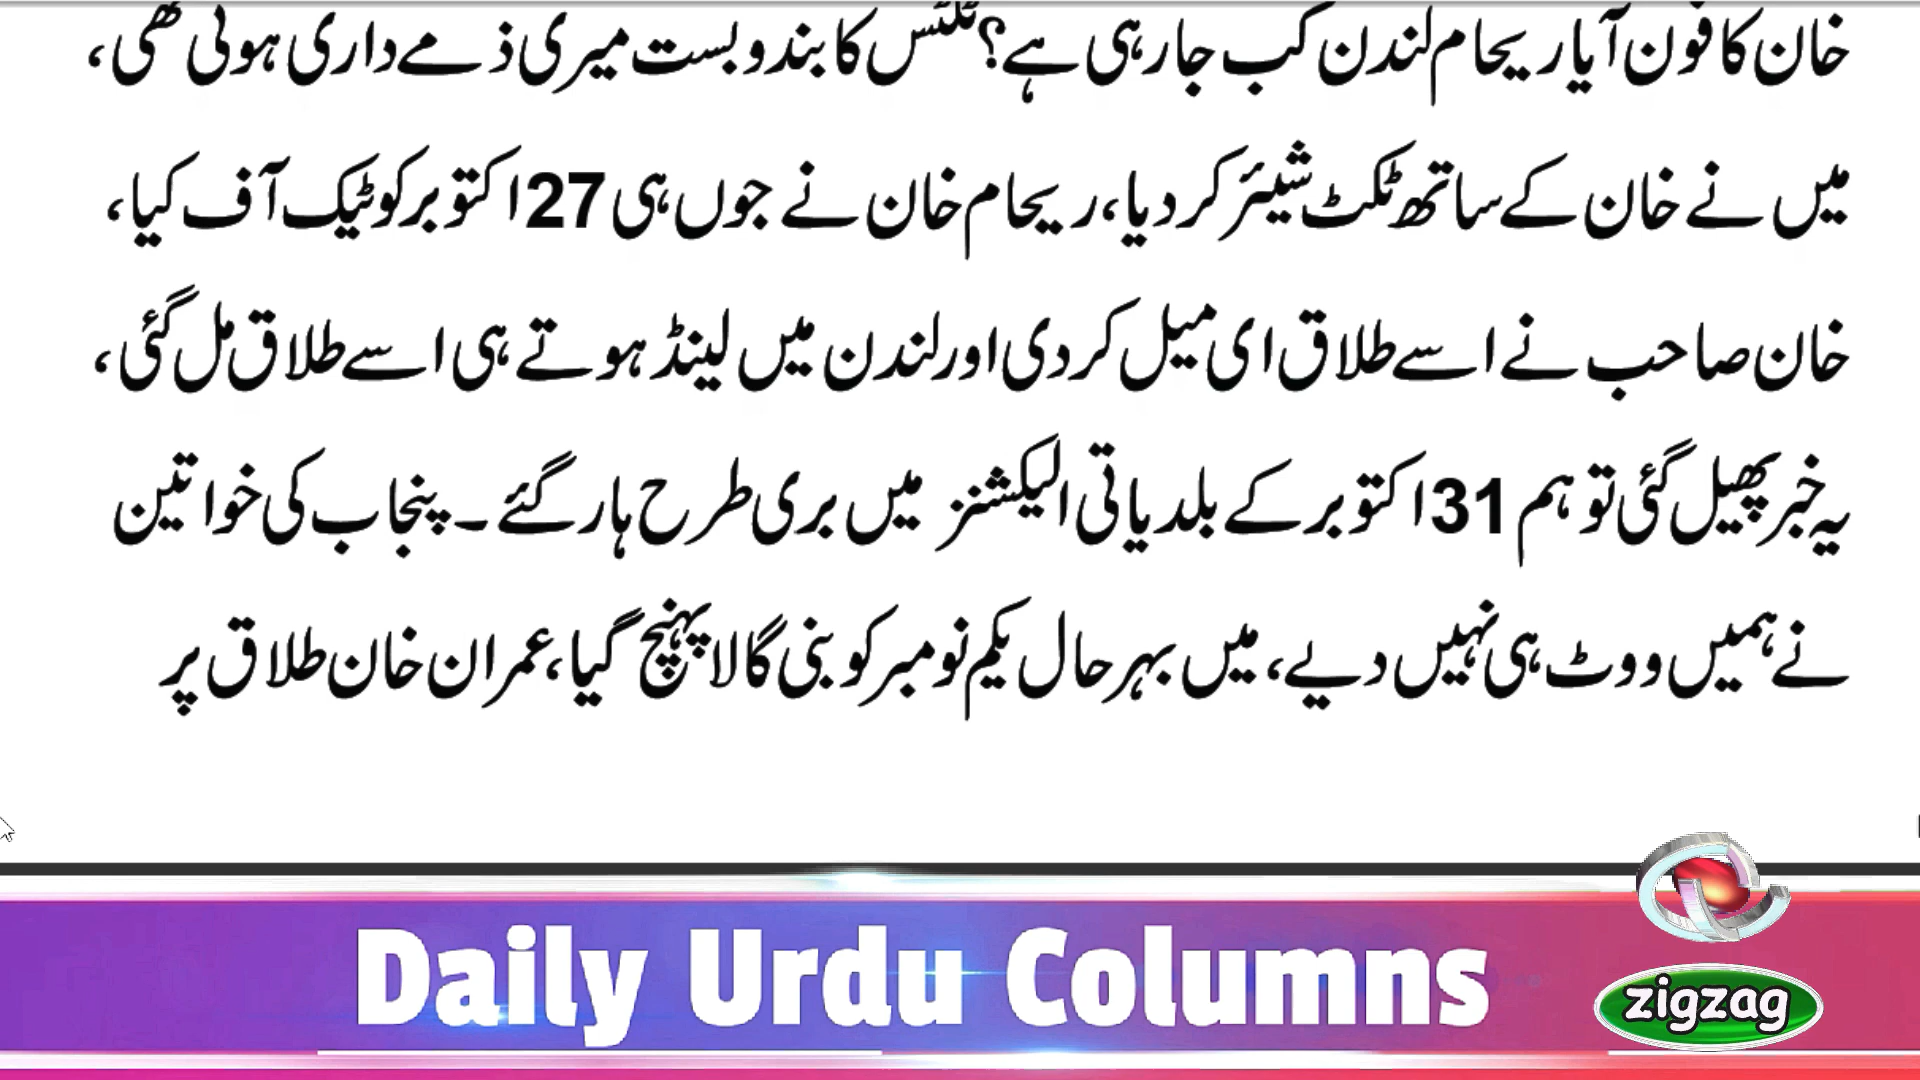 خان کا فون آیا ریحام لندن کب جا رہی ہے؟ ٹکٹس کا بندوبست میری ذمے داری ہوتی تھی،
میں نے خان کے ساتھ ٹکٹ شیئر کر دیا، ریحام خان نے جوں ہی 27 اکتوبر کو ٹیک آف کیا،
خان صاحب نے اسے طلاق ای میل کر دی اور لندن میں لینڈ ہوتے ہی اسے طلاق مل گئی،
یہ خبر پھیل گئی تو ہم 31 اکتوبر کے بلدیاتی الیکشنز میں بری طرح ہار گئے۔ پنجاب کی خواتین
نے ہمیں ووٹ ہی نہیں دیے، میں بہرحال یکم نومبر کو بنی گالا پہنچ گیا، عمران خان طلاق پر
Daily Urdu Columns
zigzag